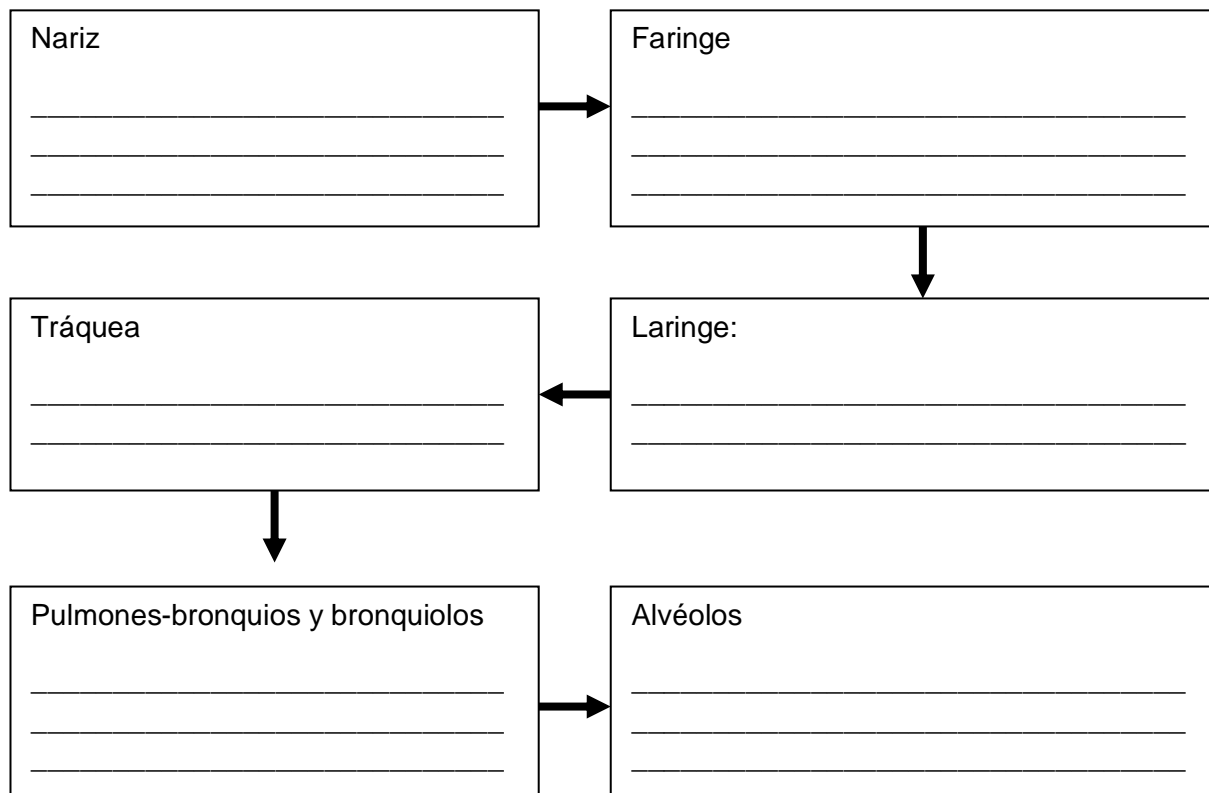 Nariz
Faringe
Laringe:
Tráquea
Pulmones-bronquios y bronquiolos
Alvéolos